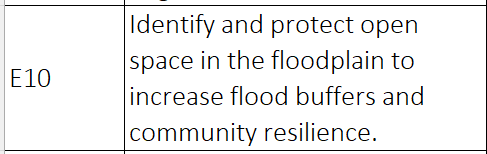 E10
Identify and protect open
space in the floodplain to
increase flood buffers and
community resilience.